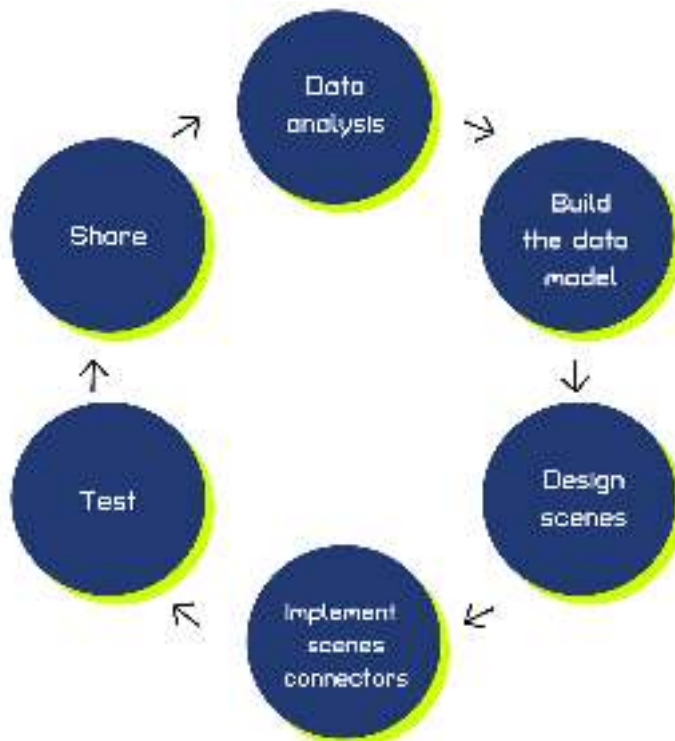 Data
analysis
Build
the data
model
Design
scenes
Implement
scenes
connectors
Test
Share